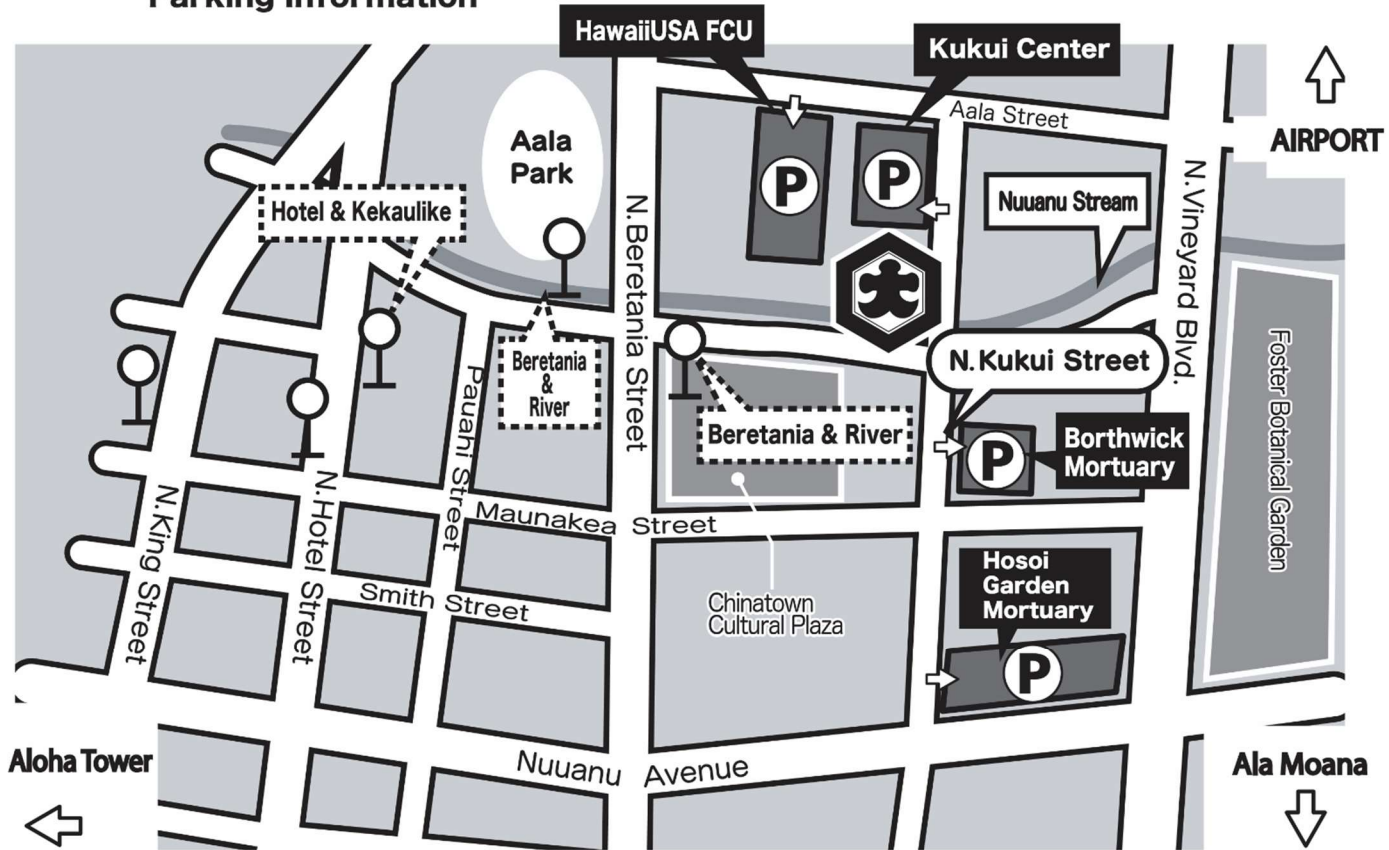 Parking Information
HawaiiUSA FCU
Kukui Center
Aala Street
AIRPORT
Aala
Park
P
P
Hotel & Kekaulike
Nuuanu Stream
N.Beretania Street
N.Vineyard Blvd.
Beretania
&
River
Pauahi Street
N.Kukui Street
Foster Botanical Garden
Beretania & River
P
Borthwick
Mortuary
N.King Street
N.Hotel Street
Maunakea Street
Smith Street
Chinatown
Cultural Plaza
Hosoi
Garden
Mortuary
P
Aloha Tower
Nuuanu Avenue
Ala Moana